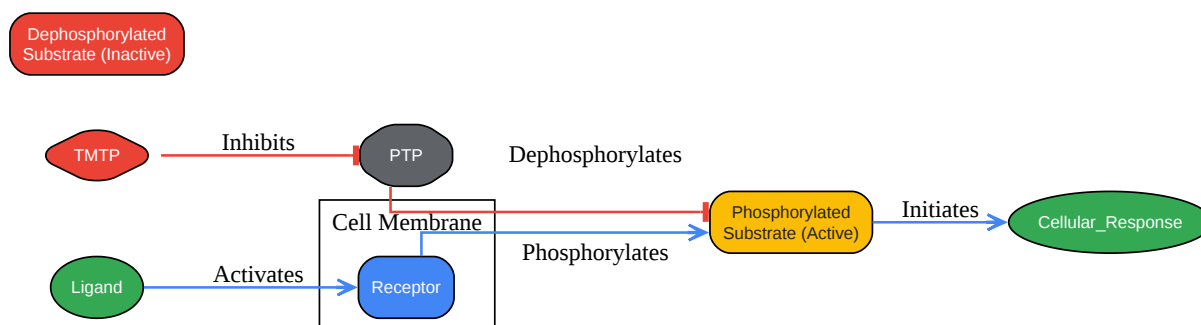 Dephosphorylated
Substrate (Inactive)
TMTP
Inhibits
PTP
Dephosphorylates
Cell Membrane
Phosphorylated
Substrate (Active)
Initiates
Cellular_Response
Phosphorylates
Ligand
Activates
Receptor